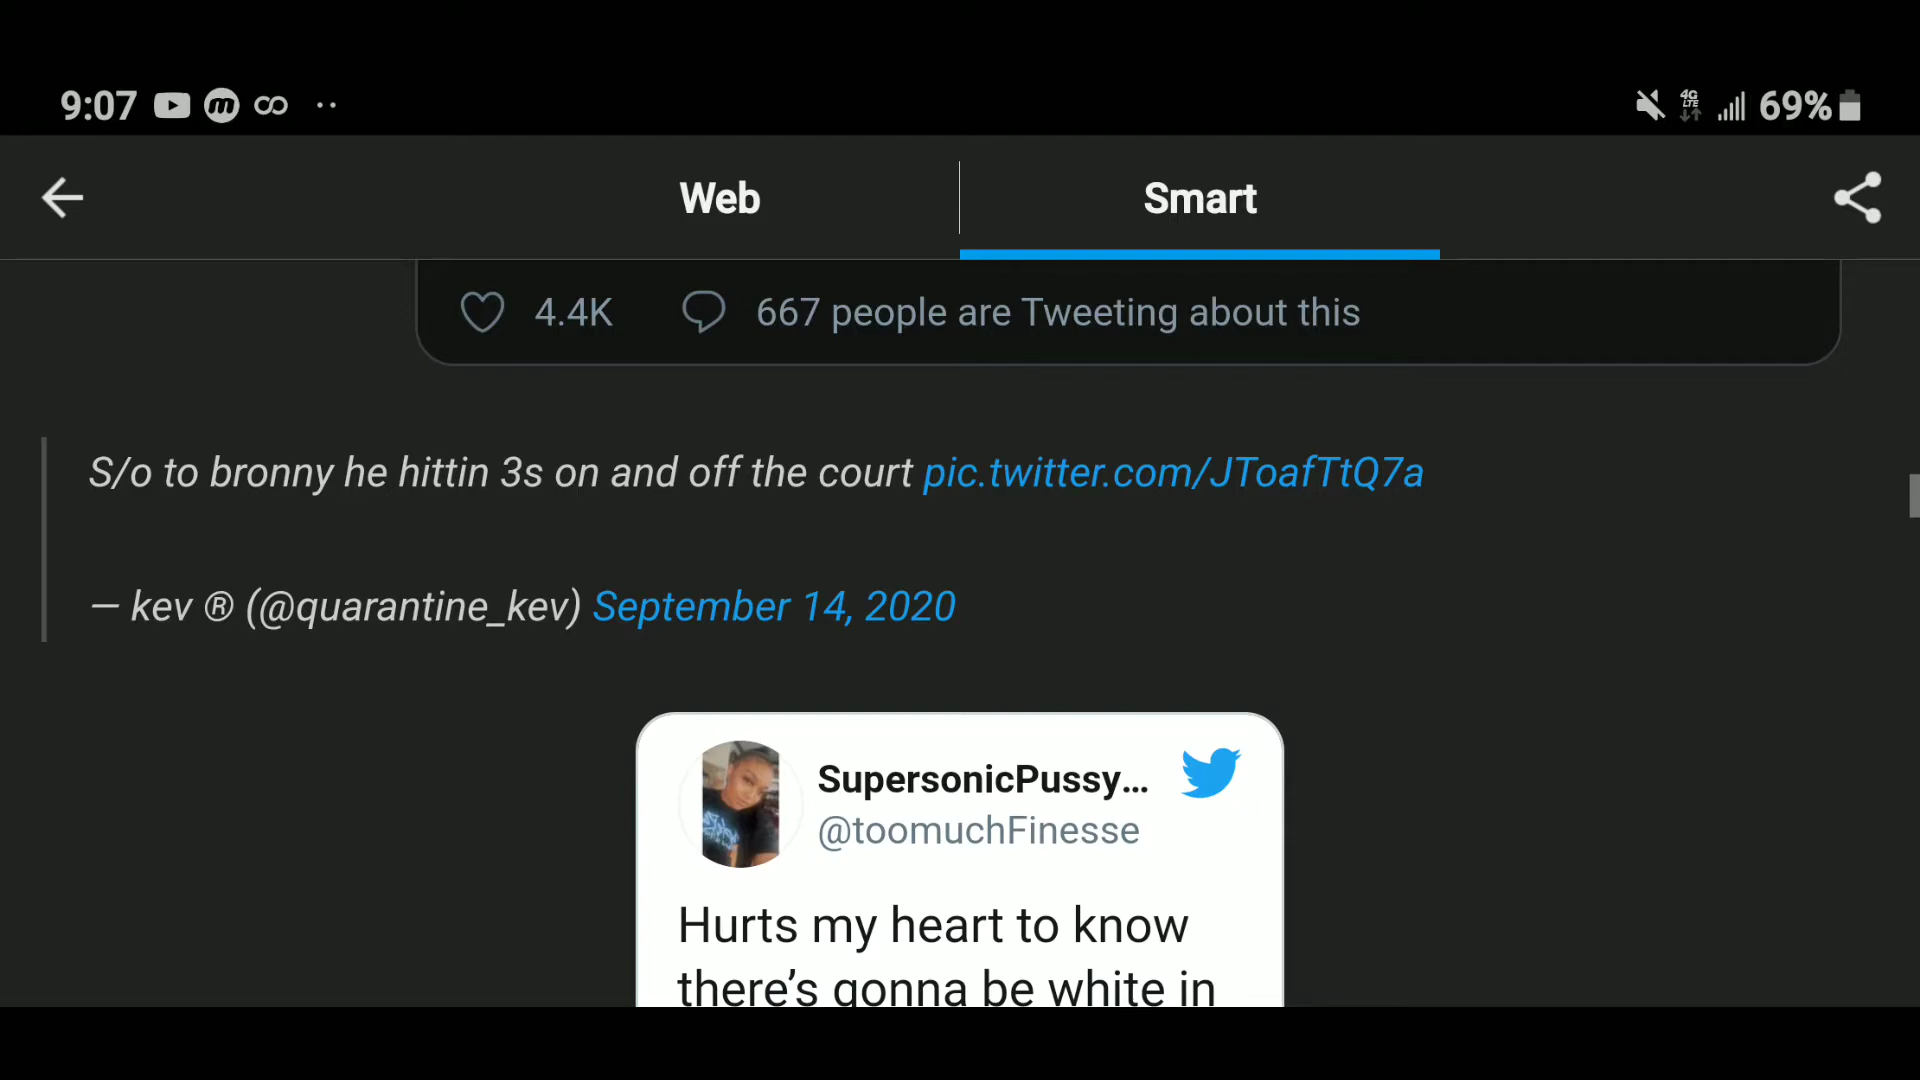 9:07
4G
LTE
69%
Web
Smart
4.4K
667 people are Tweeting about this
S/o to bronny he hittin 3s on and off the court pic.twitter.com/JToafTtQ7a
— kev ® (@quarantine_kev) September 14, 2020
SupersonicPussy...
@toomuchFinesse
Hurts my heart to know
there’s gonna be white in